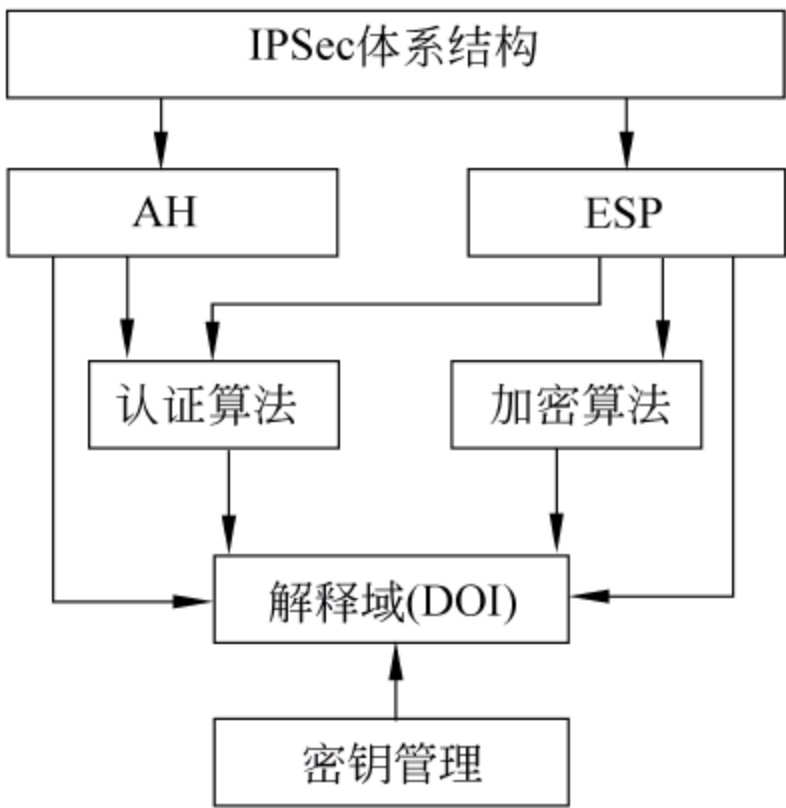 IPSec体系结构
AH
ESP
认证算法
加密算法
解释域(DOI)
密钥管理